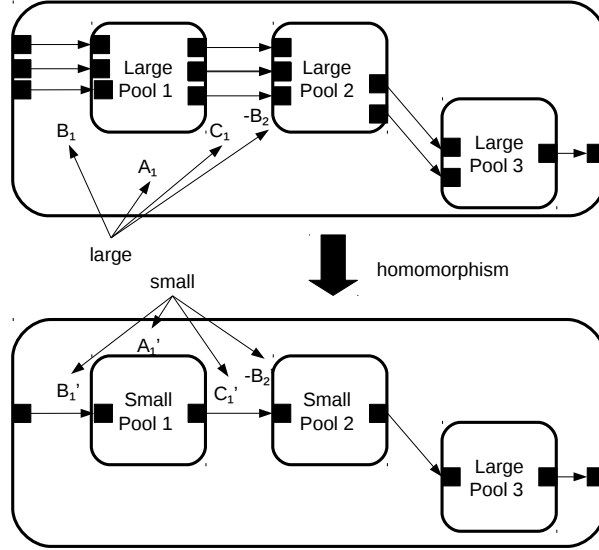 Large
Pool 1
Large
Pool 2
Large
Pool 3
B₁
A₁
C₁
-B₂
large
homomorphism
small
B₁’
A₁’
C₁’
-B₂’
Small
Pool 1
Small
Pool 2
Large
Pool 3